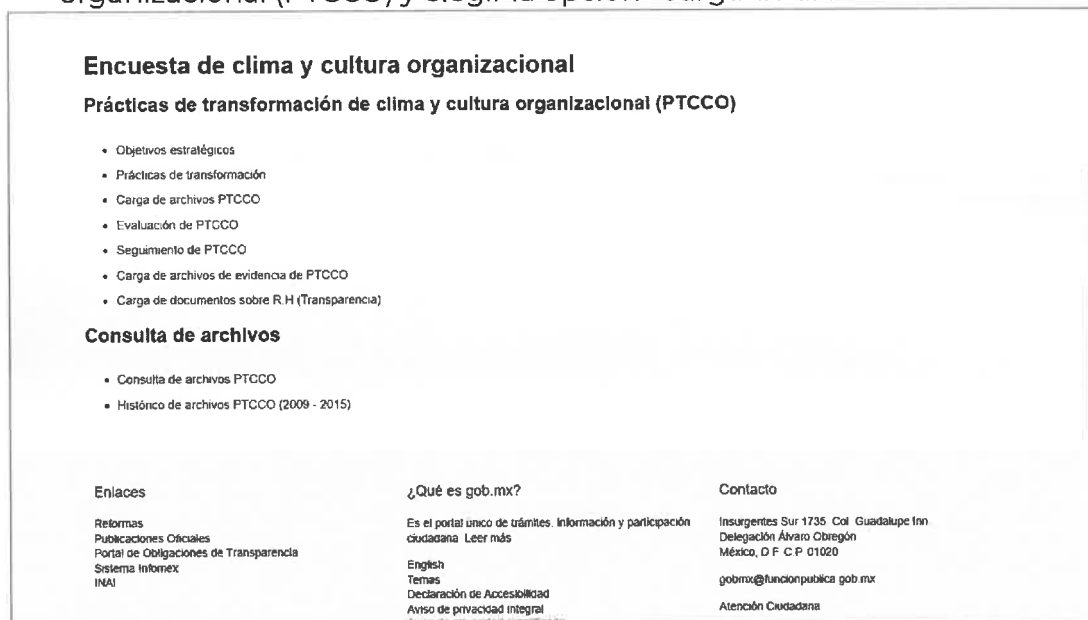 organizacional (PTCCO) y elegir la opción
Encuesta de clima y cultura organizacional
Prácticas de transformación de clima y cultura organizacional (PTCCO)
• Objetivos estratégicos
• Prácticas de transformación
• Carga de archivos PTCCO
• Evaluación de PTCCO
• Seguimiento de PTCCO
• Carga de archivos de evidencia de PTCCO
• Carga de documentos sobre R.H (Transparencia)
Consulta de archivos
• Consulta de archivos PTCCO
• Histórico de archivos PTCCO (2009 - 2015)
Enlaces
Reformas
Publicaciones Oficiales
Portal de Obligaciones de Transparencia
Sistema Infomex
INAI
¿Qué es gob.mx?
Es el portal único de trámites, información y participación
ciudadana Leer más
English
Temas
Declaración de Accesibilidad
Aviso de privacidad integral
Contacto
Insurgentes Sur 1735 Col Guadalupe Inn
Delegación Álvaro Obregón
México, D F C.P 01020
gobmx@funcionpublica gob mx
Atención Ciudadana